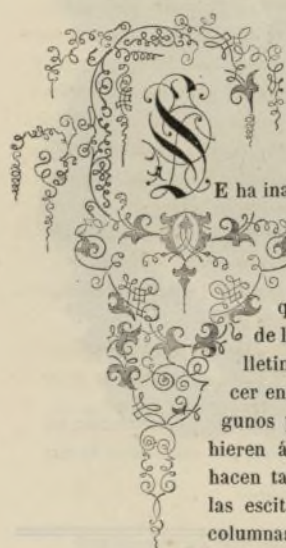 SE ha ina
q
de l
lletin
cer en
gunos
hieren á
hacen ta
las escit
columnas